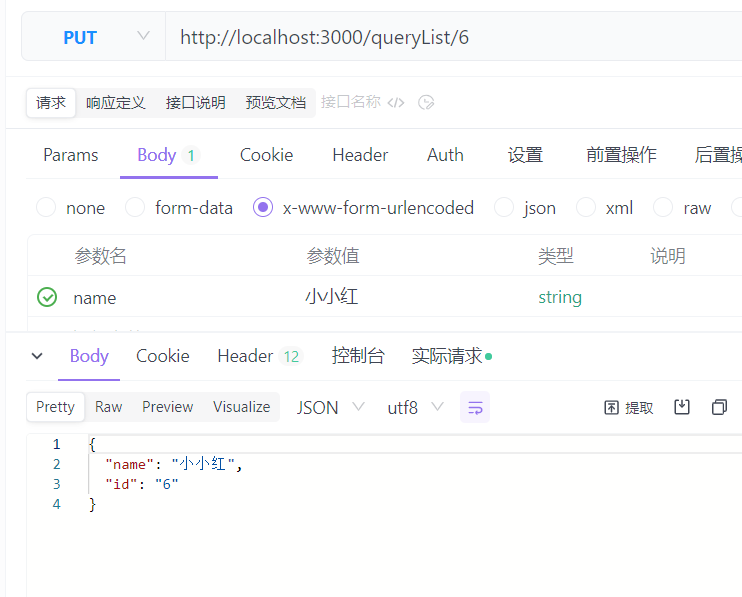 PUT http://localhost:3000/queryList/6
请求 响应定义 接口说明 预览文档 接口名称 </>
Params Body 1 Cookie Header Auth 设置 前置操作 后置操
none form-data x-www-form-urlencoded json xml raw
参数名 参数值 类型 说明
name 小小红 string
Body Cookie Header 12 控制台 实际请求
Pretty Raw Preview Visualize JSON utf8 提取
1 {
2 "name": "小小红",
3 "id": "6"
4 }